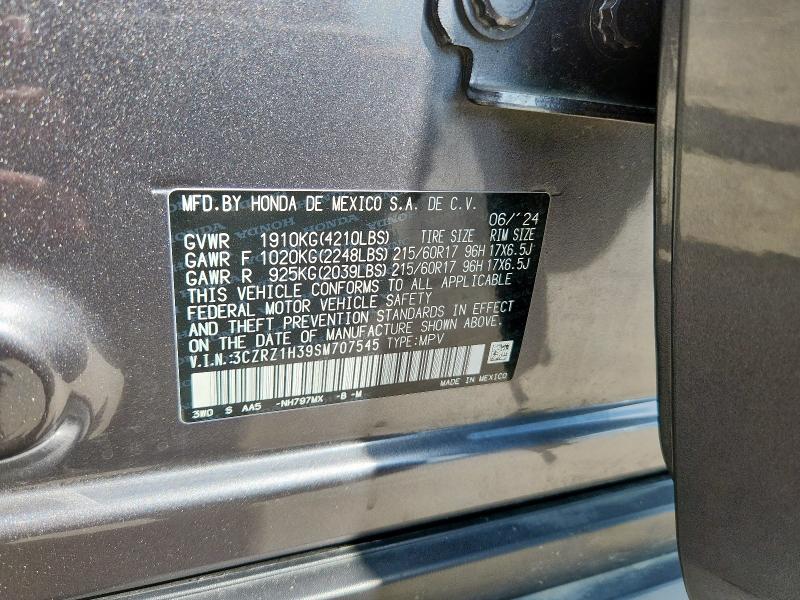 MFD.BY HONDA DE MEXICO S.A. DE C.V.
06/'24
GVWR 1910KG(4210LBS) TIRE SIZE RIM SIZE
GAWR F 1020KG(2248LBS) 215/60R17 96H 17X6.5J
GAWR R 925KG(2039LBS) 215/60R17 96H 17X6.5J
THIS VEHICLE CONFORMS TO ALL APPLICABLE
FEDERAL MOTOR VEHICLE SAFETY
AND THEFT PREVENTION STANDARDS IN EFFECT
ON THE DATE OF MANUFACTURE SHOWN ABOVE.
V.I.N.:3CZRZ1H39SM707545 TYPE:MPV
MADE IN MEXICO
3W0 S AA5 -NH797MX -B -M